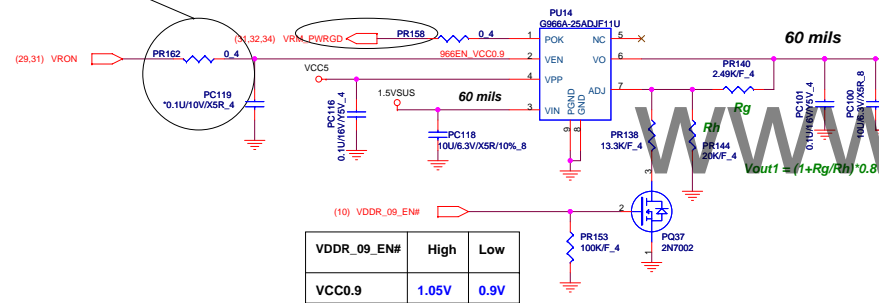 PU14
G966A-25ADJF11U
(31,32,34) VRM_PWRGD
PR158
0_4
1
POK
NC
5
60 mils
(29,31) VRON
PR162
0_4
966EN_VCC0.9
2
VEN
VO
6
PR140
2.49K/F_4
VCC5
4
VPP
ADJ
7
PC119
*0.1U/10V/X5R_4
1.5VSUS
60 mils
3
VIN
PGND
GND
9
8
Rg
PC101
0.1U/16V/Y5V_4
PC100
10U/6.3V/X5R_8
PC116
0.1U/16V/Y5V_4
PC118
10U/6.3V/X5R/10%_8
PR138
13.3K/F_4
Rh
PR144
20K/F_4
WWW
Vout1 = (1+Rg/Rh)*0.8
3
(10) VDDR_09_EN#
2
PQ37
2N7002
1
PR153
100K/F_4
VDDR_09_EN# High Low
VCC0.9 1.05V 0.9V